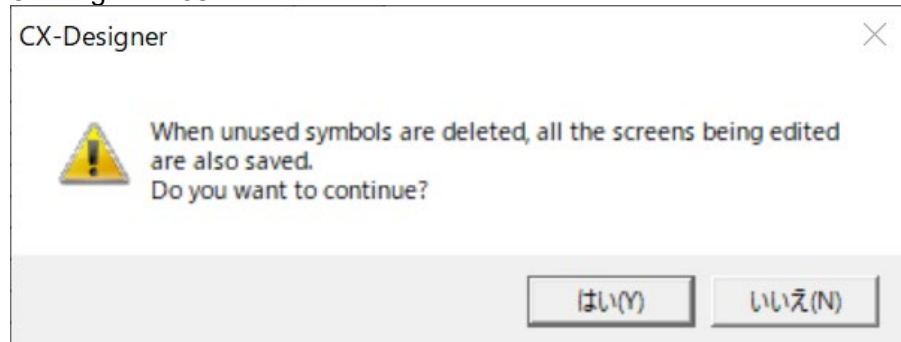 CX-Designer
When unused symbols are deleted, all the screens being edited
are also saved.
Do you want to continue?
はい(Y)
いいえ(N)